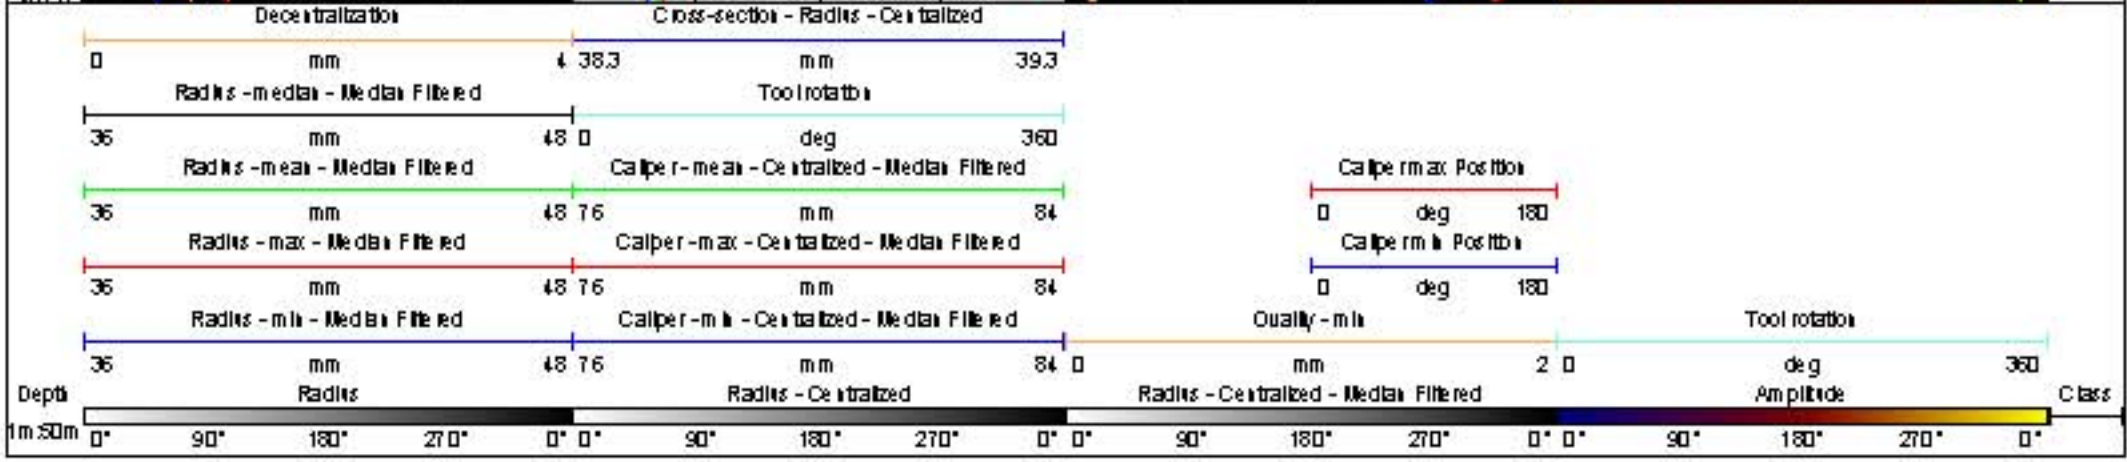 Decentralization Cross-section - Radius - Centralized
0 mm 4 38.3 mm 39.3
Radius - median - Median Filtered Tool rotation
36 mm 48 0 deg 360
Radius - mean - Median Filtered Caliper - mean - Centralized - Median Filtered Caliper max Position
36 mm 48 76 mm 84 0 deg 180
Radius - max - Median Filtered Caliper - max - Centralized - Median Filtered Caliper min Position
36 mm 48 76 mm 84 0 deg 180
Radius - min - Median Filtered Caliper - min - Centralized - Median Filtered Quality - min Tool rotation
36 mm 48 76 mm 84 0 mm 2 0 deg 360
Depth Radius Radius - Centralized Radius - Centralized - Median Filtered Amplitude Class
1m:50m 0° 90° 180° 270° 0° 0° 90° 180° 270° 0° 0° 90° 180° 270° 0° 0° 90° 180° 270° 0°